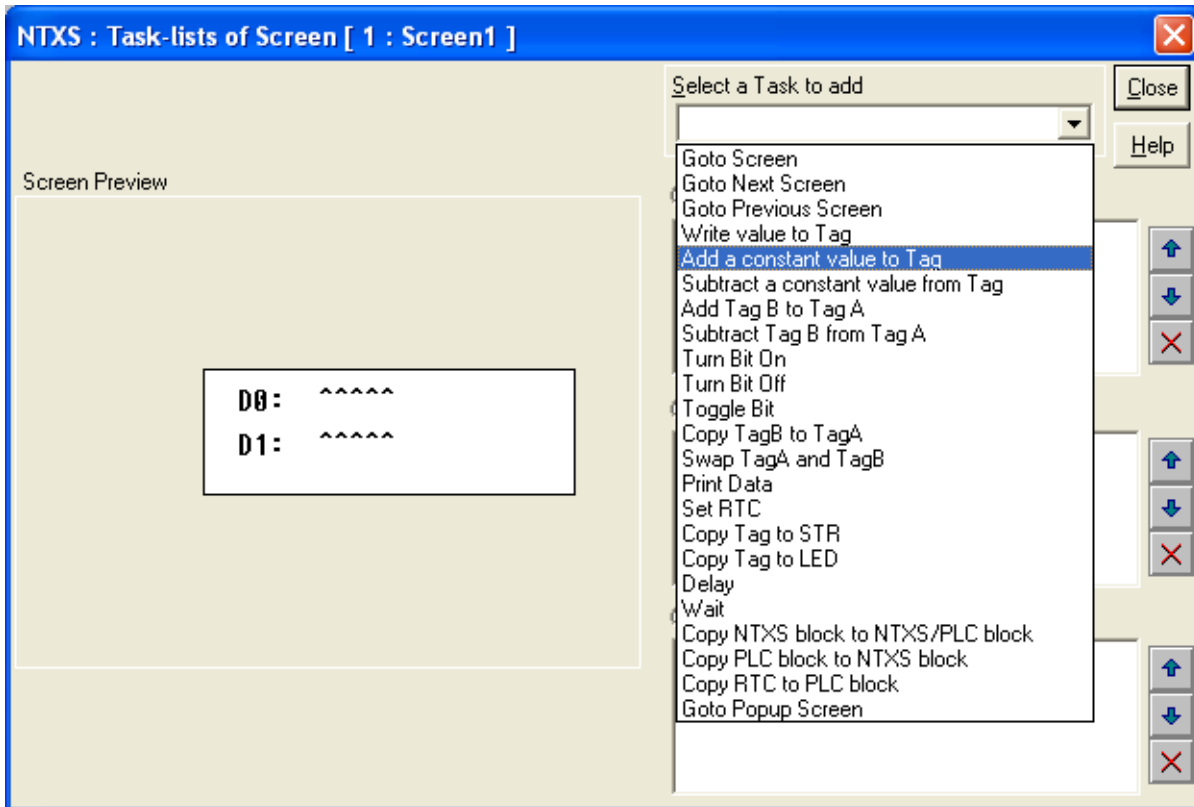 NTXS : Task-lists of Screen [ 1 : Screen1 ]
Select a Task to add
Close
Help
Screen Preview
D0: ^^^^^
D1: ^^^^^
Goto Screen
Goto Next Screen
Goto Previous Screen
Write value to Tag
Add a constant value to Tag
Subtract a constant value from Tag
Add Tag B to Tag A
Subtract Tag B from Tag A
Turn Bit On
Turn Bit Off
Toggle Bit
Copy TagB to TagA
Swap TagA and TagB
Print Data
Set RTC
Copy Tag to STR
Copy Tag to LED
Delay
Wait
Copy NTXS block to NTXS/PLC block
Copy PLC block to NTXS block
Copy RTC to PLC block
Goto Popup Screen